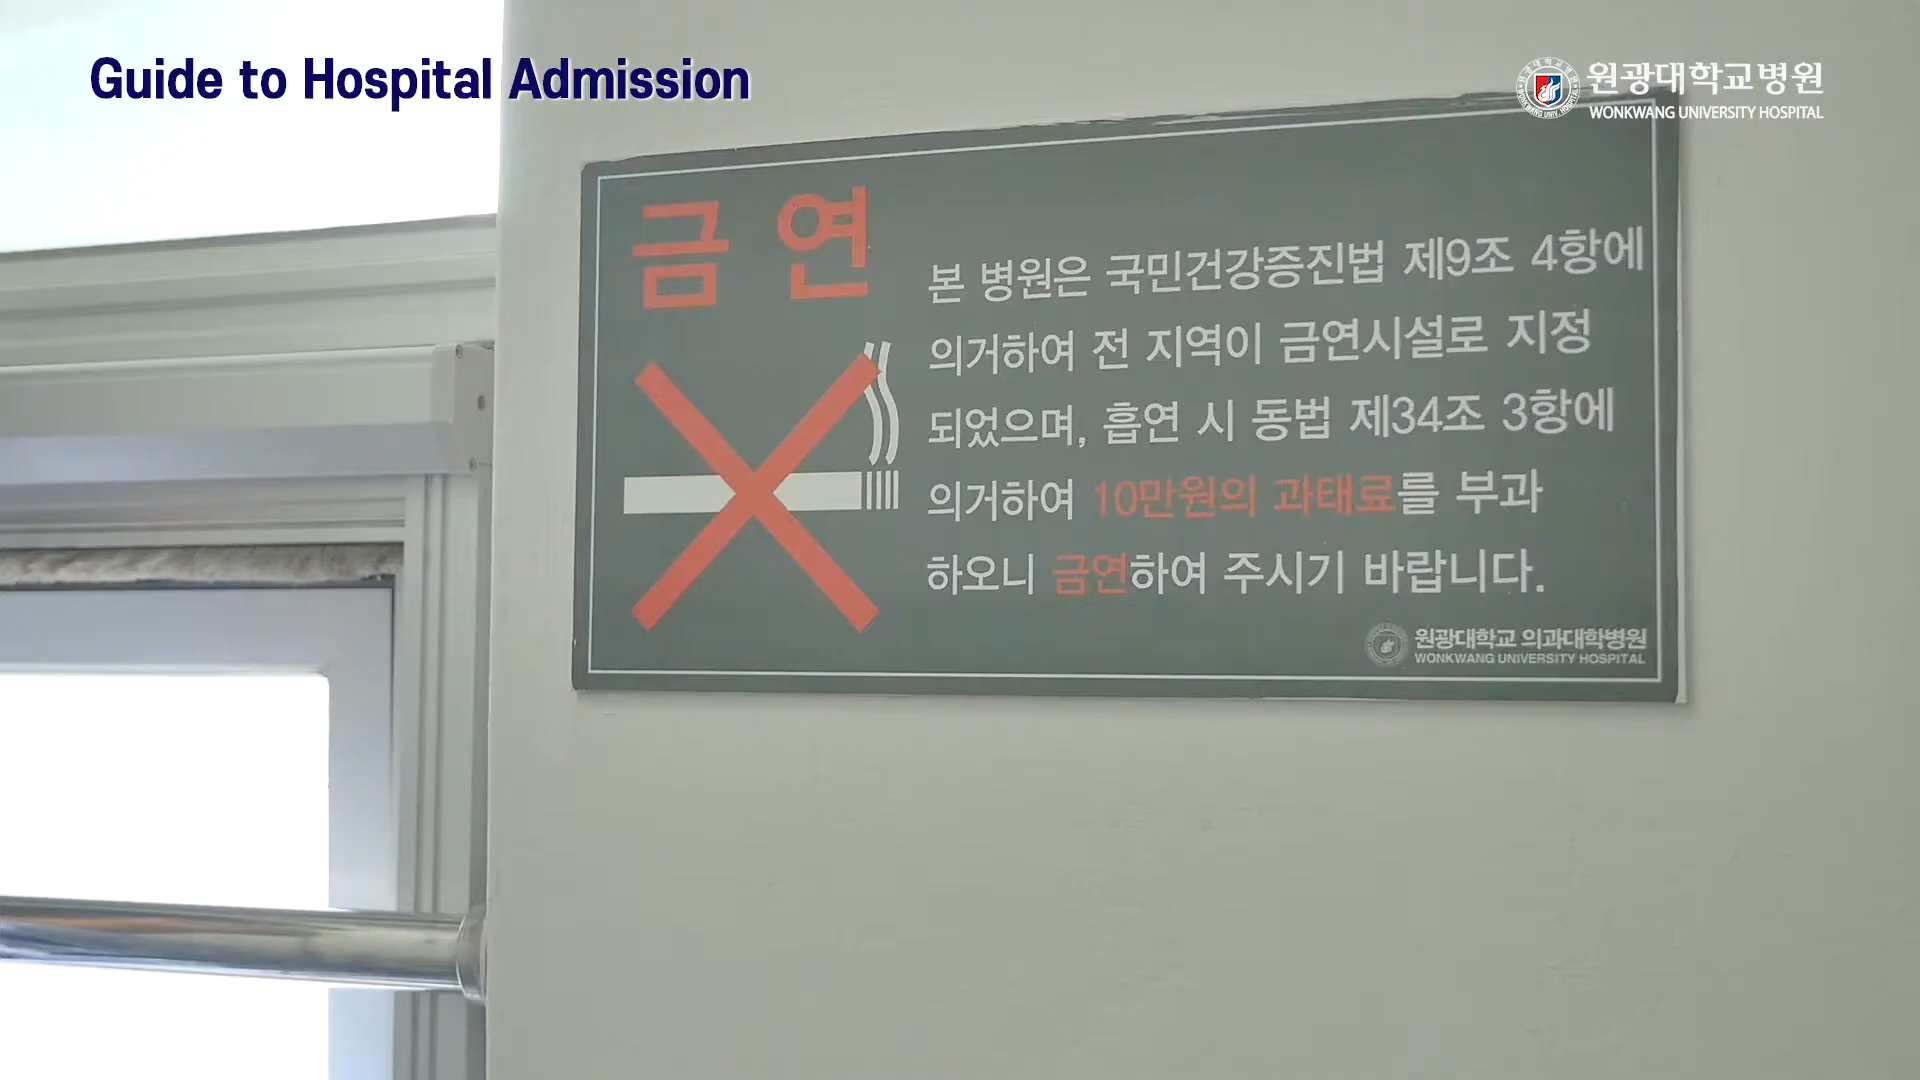 Guide to Hospital Admission
원광대학교병원
WONKWANG UNIVERSITY HOSPITAL
금연
본 병원은 국민건강증진법 제9조 4항에
의거하여 전 지역이 금연시설로 지정
되었으며, 흡연 시 동법 제34조 3항에
의거하여 10만원의 과태료를 부과
하오니 금연하여 주시기 바랍니다.
원광대학교 의과대학병원
WONKWANG UNIVERSITY HOSPITAL